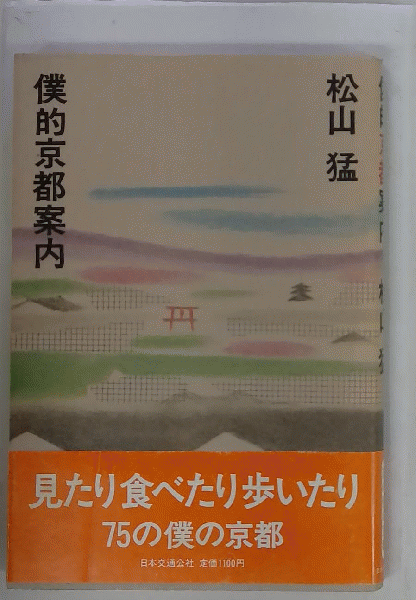 松山 猛
僕的京都案内
見たり食べたり歩いたり
75の僕の京都
日本交通公社 定価1100円